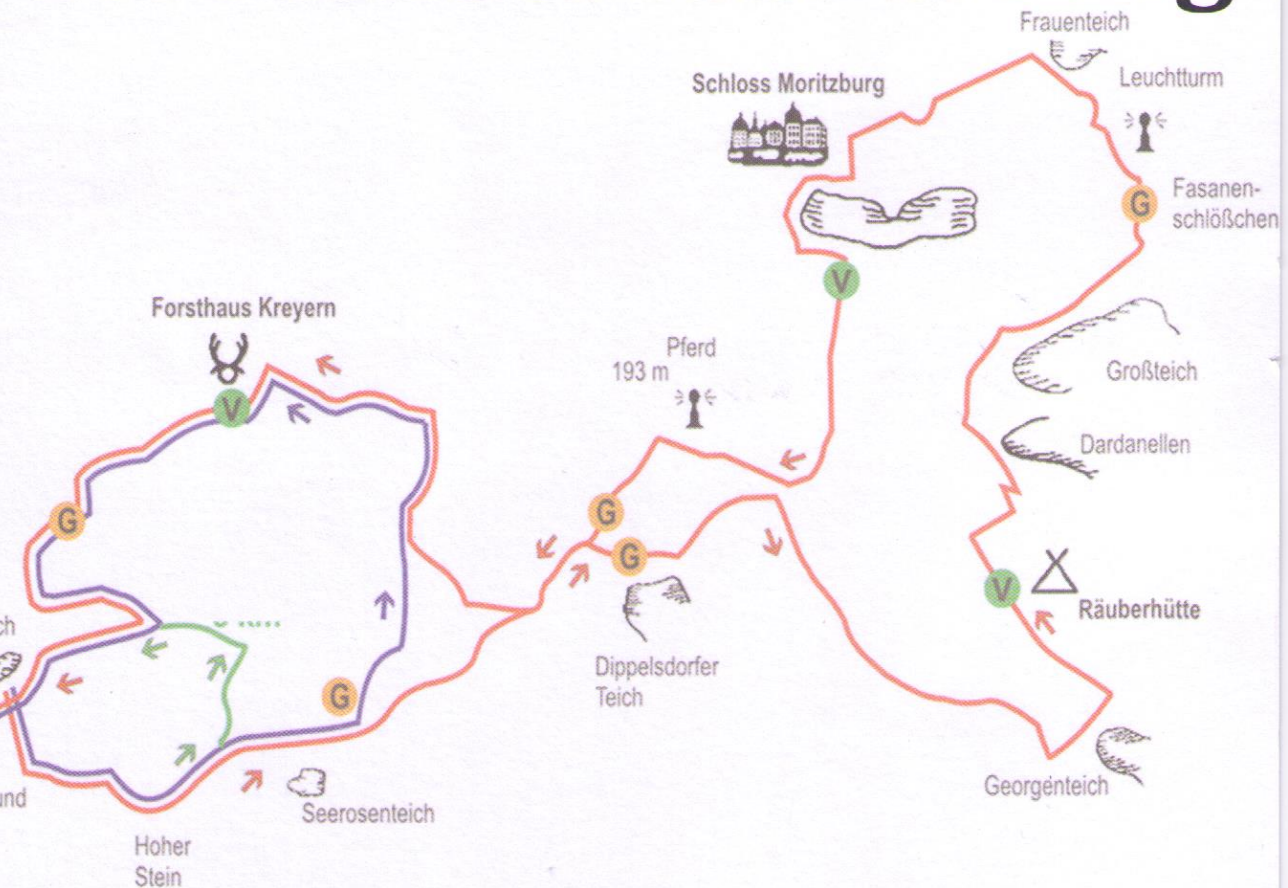 g
Frauenteich
Schloss Moritzburg
Leuchtturm
G
Fasanen-
schlößchen
V
Forsthaus Kreyern
Pferd
193 m
Großteich
V
Dardanellen
G
G
G
V
Räuberhütte
Dippelsdorfer
Teich
G
Georgenteich
Seerosenteich
Hoher
Stein